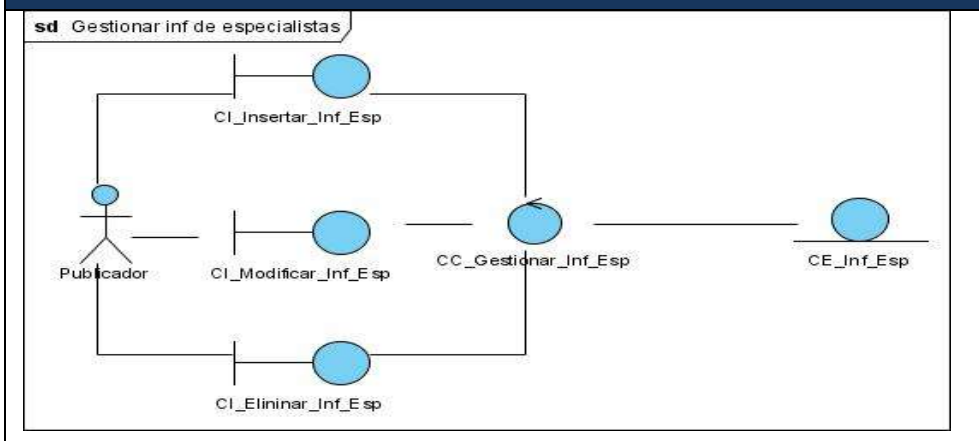 sd Gestionar inf de especialistas
CI_Insertar_Inf_Esp
Publicador
CI_Modificar_Inf_Esp
CC_Gestionar_Inf_Esp
CE_Inf_Esp
CI_Elininar_Inf_Esp